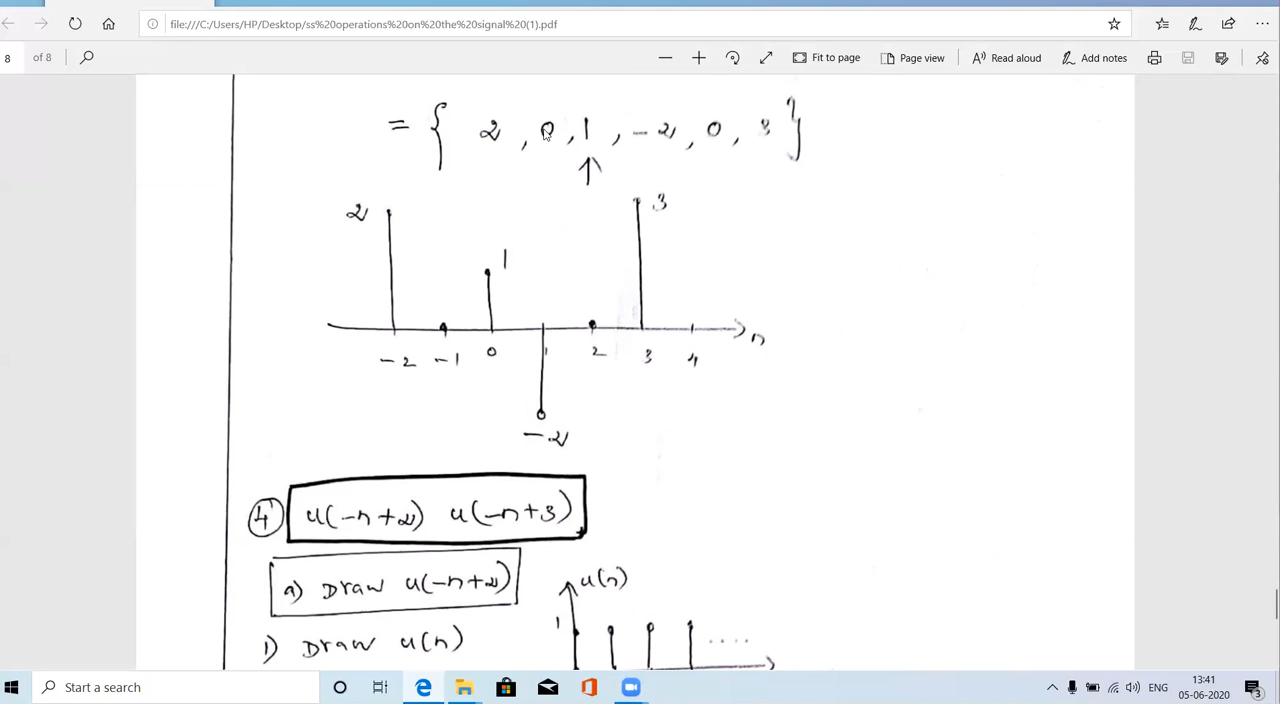 file:///C:/Users/HP/Desktop/ss%20operations%20on%20the%20signal%20(1).pdf
8 of 8 Fit to page Page view Read aloud Add notes
= { 2 , 0 , 1 , -2 , 0 , 3 }
↑
2 3
1
-2 -1 0 1 2 3 4 n
-2
4 u(-n+2) u(-n+3)
a) Draw u(-n+2)
u(n)
1) Draw u(n)
1 ....
Start a search
ENG
13:41
05-06-2020
3